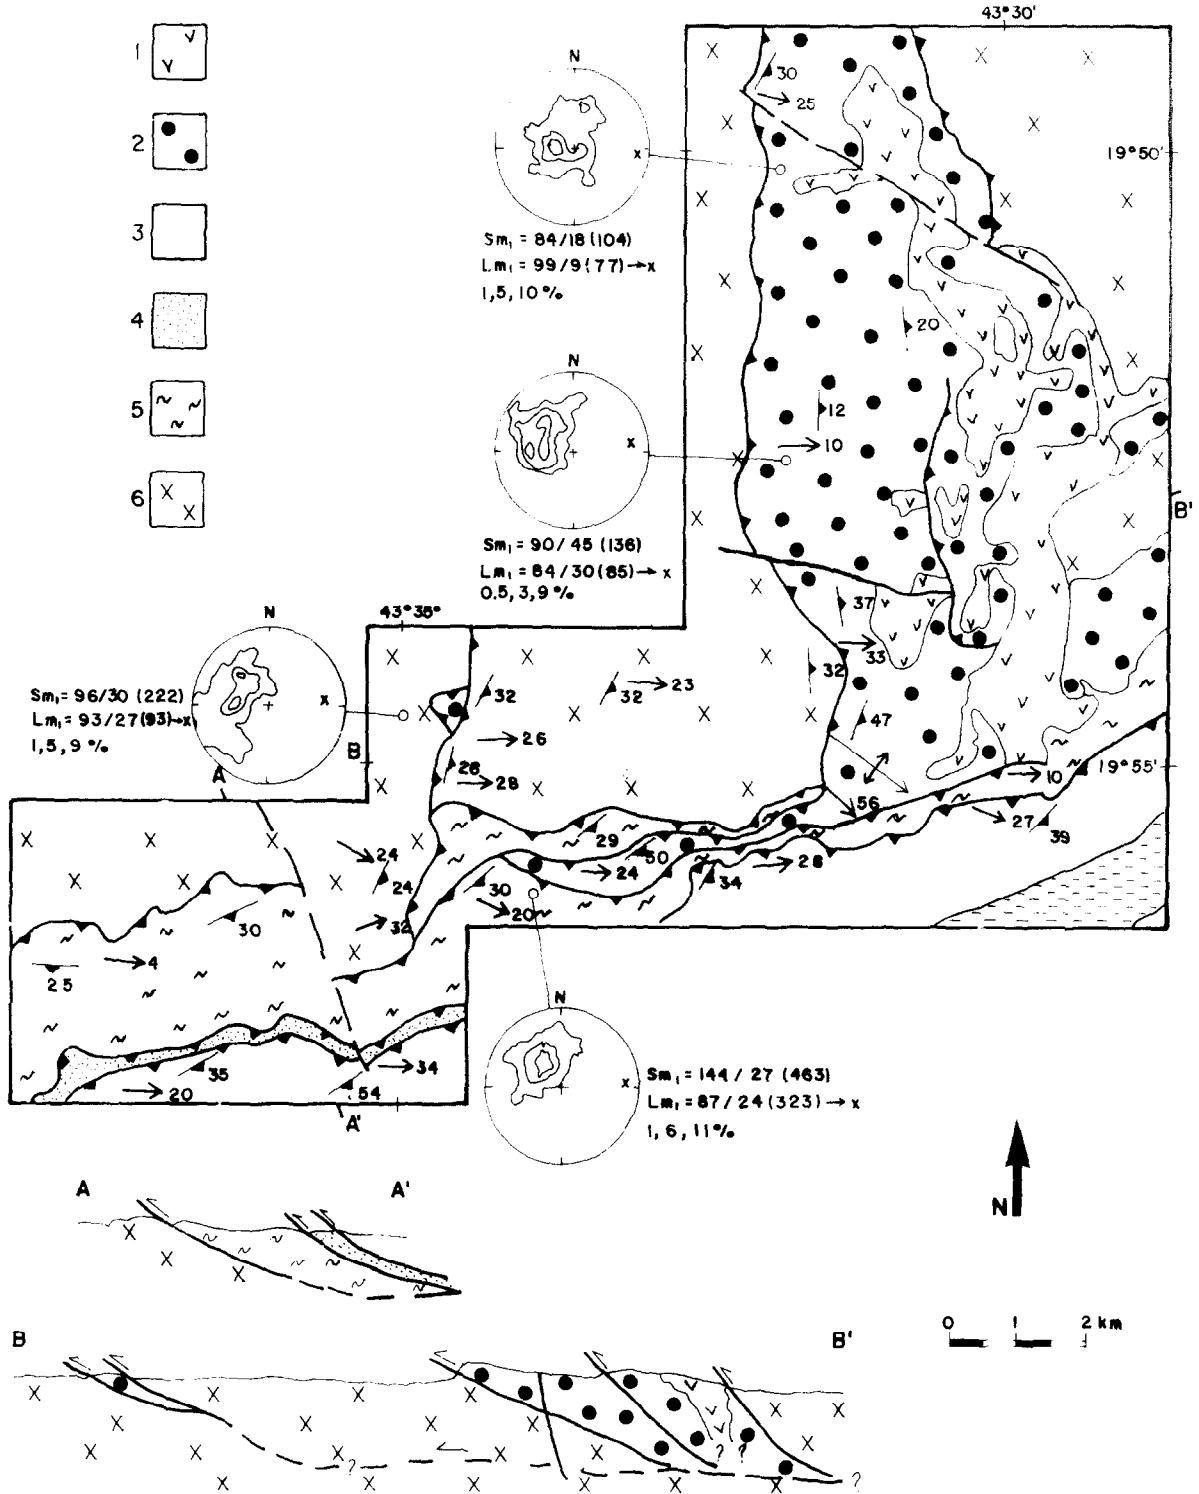 43°30'
1
2
3
4
5
6
N
x
30
25
19°50'
Sm₁ = 84/18 (104)
Lm₁ = 99/9 (77)→x
1,5,10 %
20
N
x
12
10
B'
Sm₁ = 90/45 (136)
Lm₁ = 84/30(85)→x
0.5,3,9 %
37
33
32
43°35°
N
x
32
32
23
47
Sm₁= 96/30 (222)
Lm₁= 93/27(93)→x
1,5,9 %
B
26
26
28
A
19°55'
10
56
27
39
29
50
24
28
34
24
24
30
20
32
30
4
25
35
34
20
54
A'
N
x
Sm₁ = 144/27 (463)
Lm₁ = 87/24(323)→x
1,6,11%
N
A
A'
0 1 2 km
B
B'
?
?
?
?